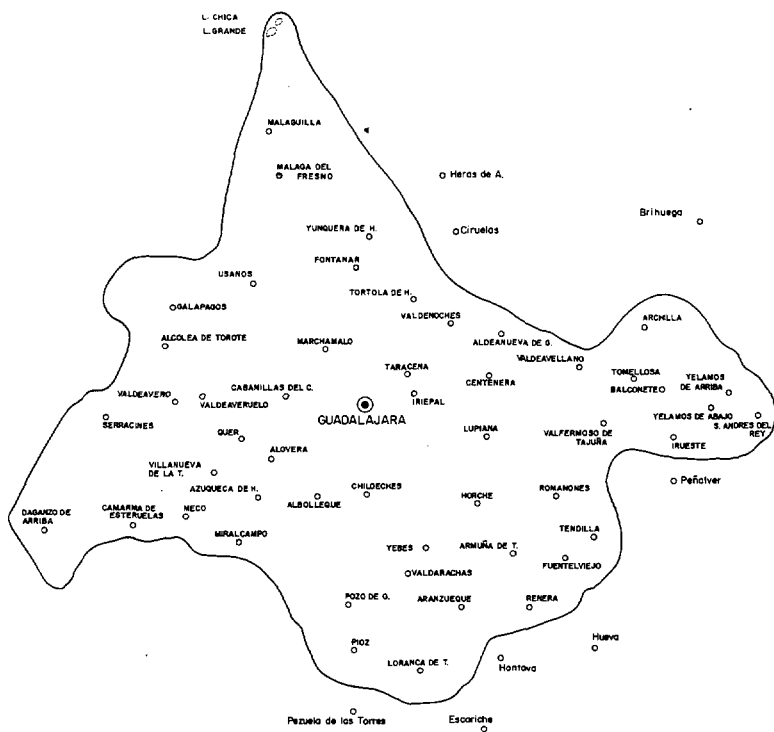 L. CHICA
L. GRANDE
MALAGUILLA
MALAGA DEL
FRESNO
Heras de A.
Brihuega
YUNQUERA DE H.
Ciruelas
FONTANAR
USANOS
TORTOLA DE H.
GALAPAGOS
VALDENOCHES
ARCHILLA
ALDEANUEVA DE G.
ALCOLEA DE TOROTE
MARCHAMALO
VALDEAVELLANO
TARACENA
CENTENERA
TOMELLOSA
YELAMOS
DE ARRIBA
BALCONETE
CABANILLAS DEL C.
VALDEAVERO
VALDEAVERUELO
IRIEPAL
GUADALAJARA
YELAMOS DE ABAJO
S. ANDRES DEL
REY
SERRACINES
QUER
LUPIANA
VALFERMOSO DE
TAJUÑA
IRUESTE
ALOVERA
VILLANUEVA
DE LA T.
Peñalver
AZUQUECA DE H.
ALBOLLEQUE
CHILOECHES
HORCHE
ROMANONES
DAGANZO DE
ARRIBA
CAMARMA DE
ESTERUELAS
MECO
TENDILLA
MIRALCAMPO
YEBES
ARMUÑA DE T.
FUENTELVIEJO
VALDARACHAS
POZO DE G.
ARANZUEQUE
RENERA
PIOZ
Hueva
LORANCA DE T.
Hontova
Pezuela de las Torres
Escariche